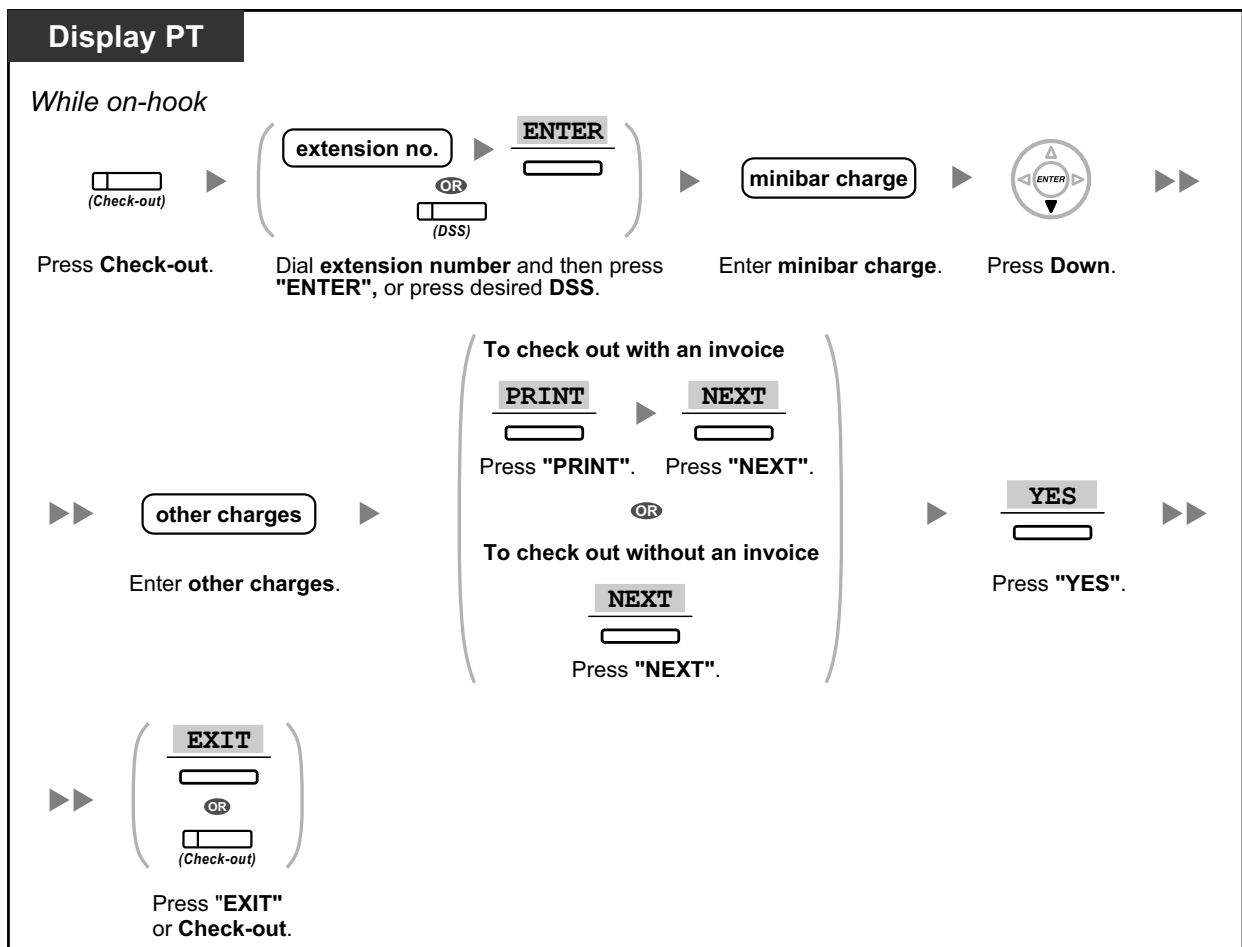 Display PT
While on-hook
(Check-out)
extension no.
ENTER
OR
(DSS)
minibar charge
ENTER
Press Check-out.
Dial extension number and then press
"ENTER", or press desired DSS.
Enter minibar charge.
Press Down.
other charges
Enter other charges.
To check out with an invoice
PRINT
NEXT
Press "PRINT".
Press "NEXT".
OR
To check out without an invoice
NEXT
Press "NEXT".
YES
Press "YES".
EXIT
OR
(Check-out)
Press "EXIT"
or Check-out.